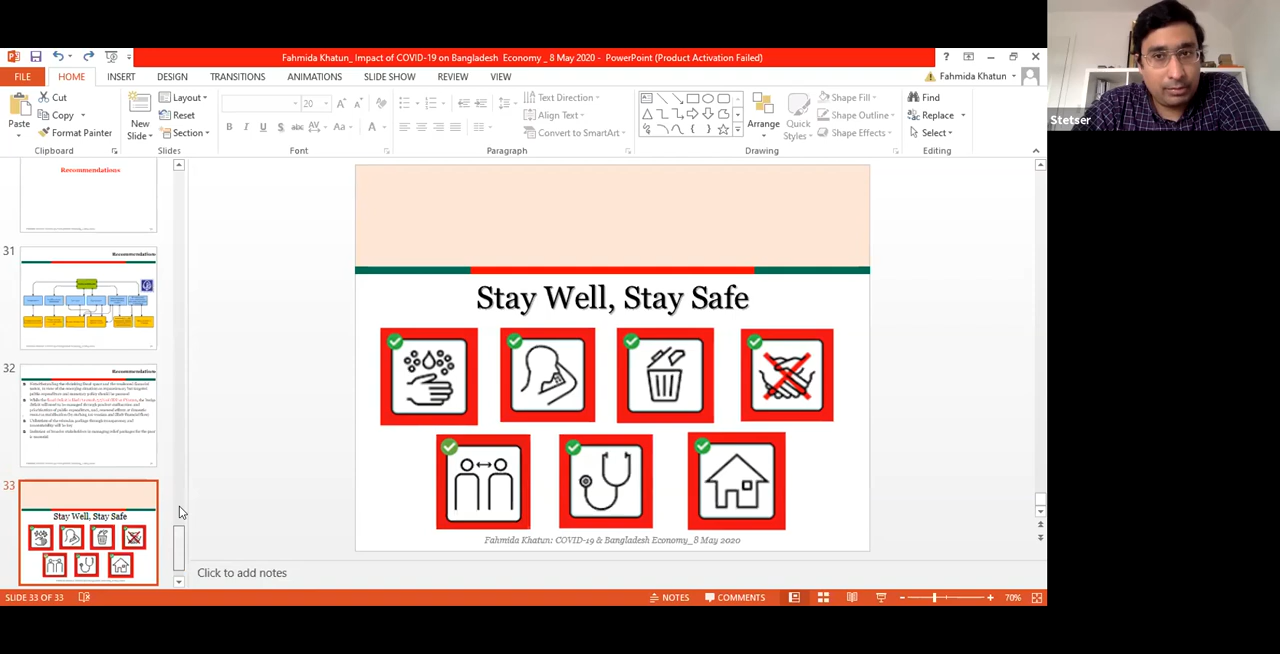 Fahmida Khatun_ Impact of COVID-19 on Bangladesh Economy _ 8 May 2020 - PowerPoint (Product Activation Failed)
FILE HOME INSERT DESIGN TRANSITIONS ANIMATIONS SLIDE SHOW REVIEW VIEW Fahmida Khatun
Paste
Cut
Copy
Format Painter
Clipboard
New Slide
Layout
Reset
Section
Slides
20
Font
Text Direction
Align Text
Convert to SmartArt
Paragraph
Arrange
Quick Styles
Shape Fill
Shape Outline
Shape Effects
Drawing
Find
Replace
Select
Editing
Stetser
Recommendations
31
Recommendations
32
Recommendations
33
Stay Well, Stay Safe
Stay Well, Stay Safe
Fahmida Khatun: COVID-19 & Bangladesh Economy_8 May 2020
Click to add notes
SLIDE 33 OF 33 NOTES COMMENTS 70%